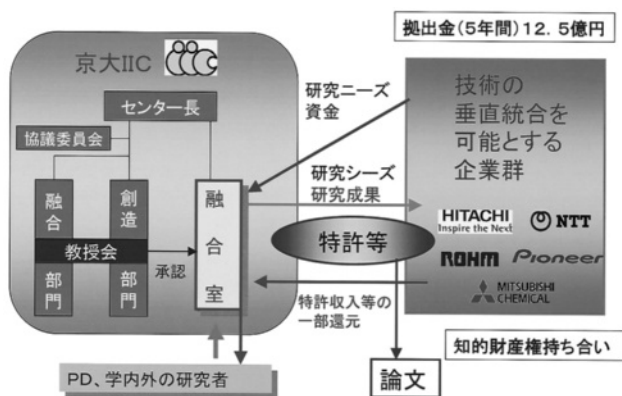 拠出金(5年間)12.5億円
京大IIC
センター長
協議委員会
融合部門
創造部門
教授会
承認
融合室
研究ニーズ
資金
研究シーズ
研究成果
特許等
特許収入等の
一部還元
技術の
垂直統合を
可能とする
企業群
HITACHI
Inspire the Next
NTT
ROHM
Pioneer
MITSUBISHI
CHEMICAL
知的財産権持ち合い
PD、学内外の研究者
論文